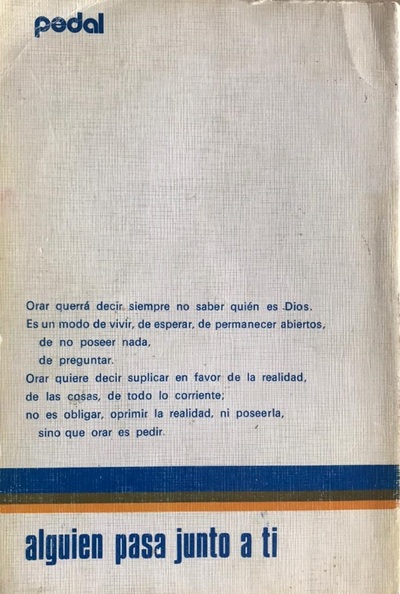 pedal
Orar querrá decir siempre no saber quién es Dios.
Es un modo de vivir, de esperar, de permanecer abiertos,
de no poseer nada,
de preguntar.
Orar quiere decir suplicar en favor de la realidad,
de las cosas, de todo lo corriente;
no es obligar, oprimir la realidad, ni poseerla,
sino que orar es pedir.
alguien pasa junto a ti